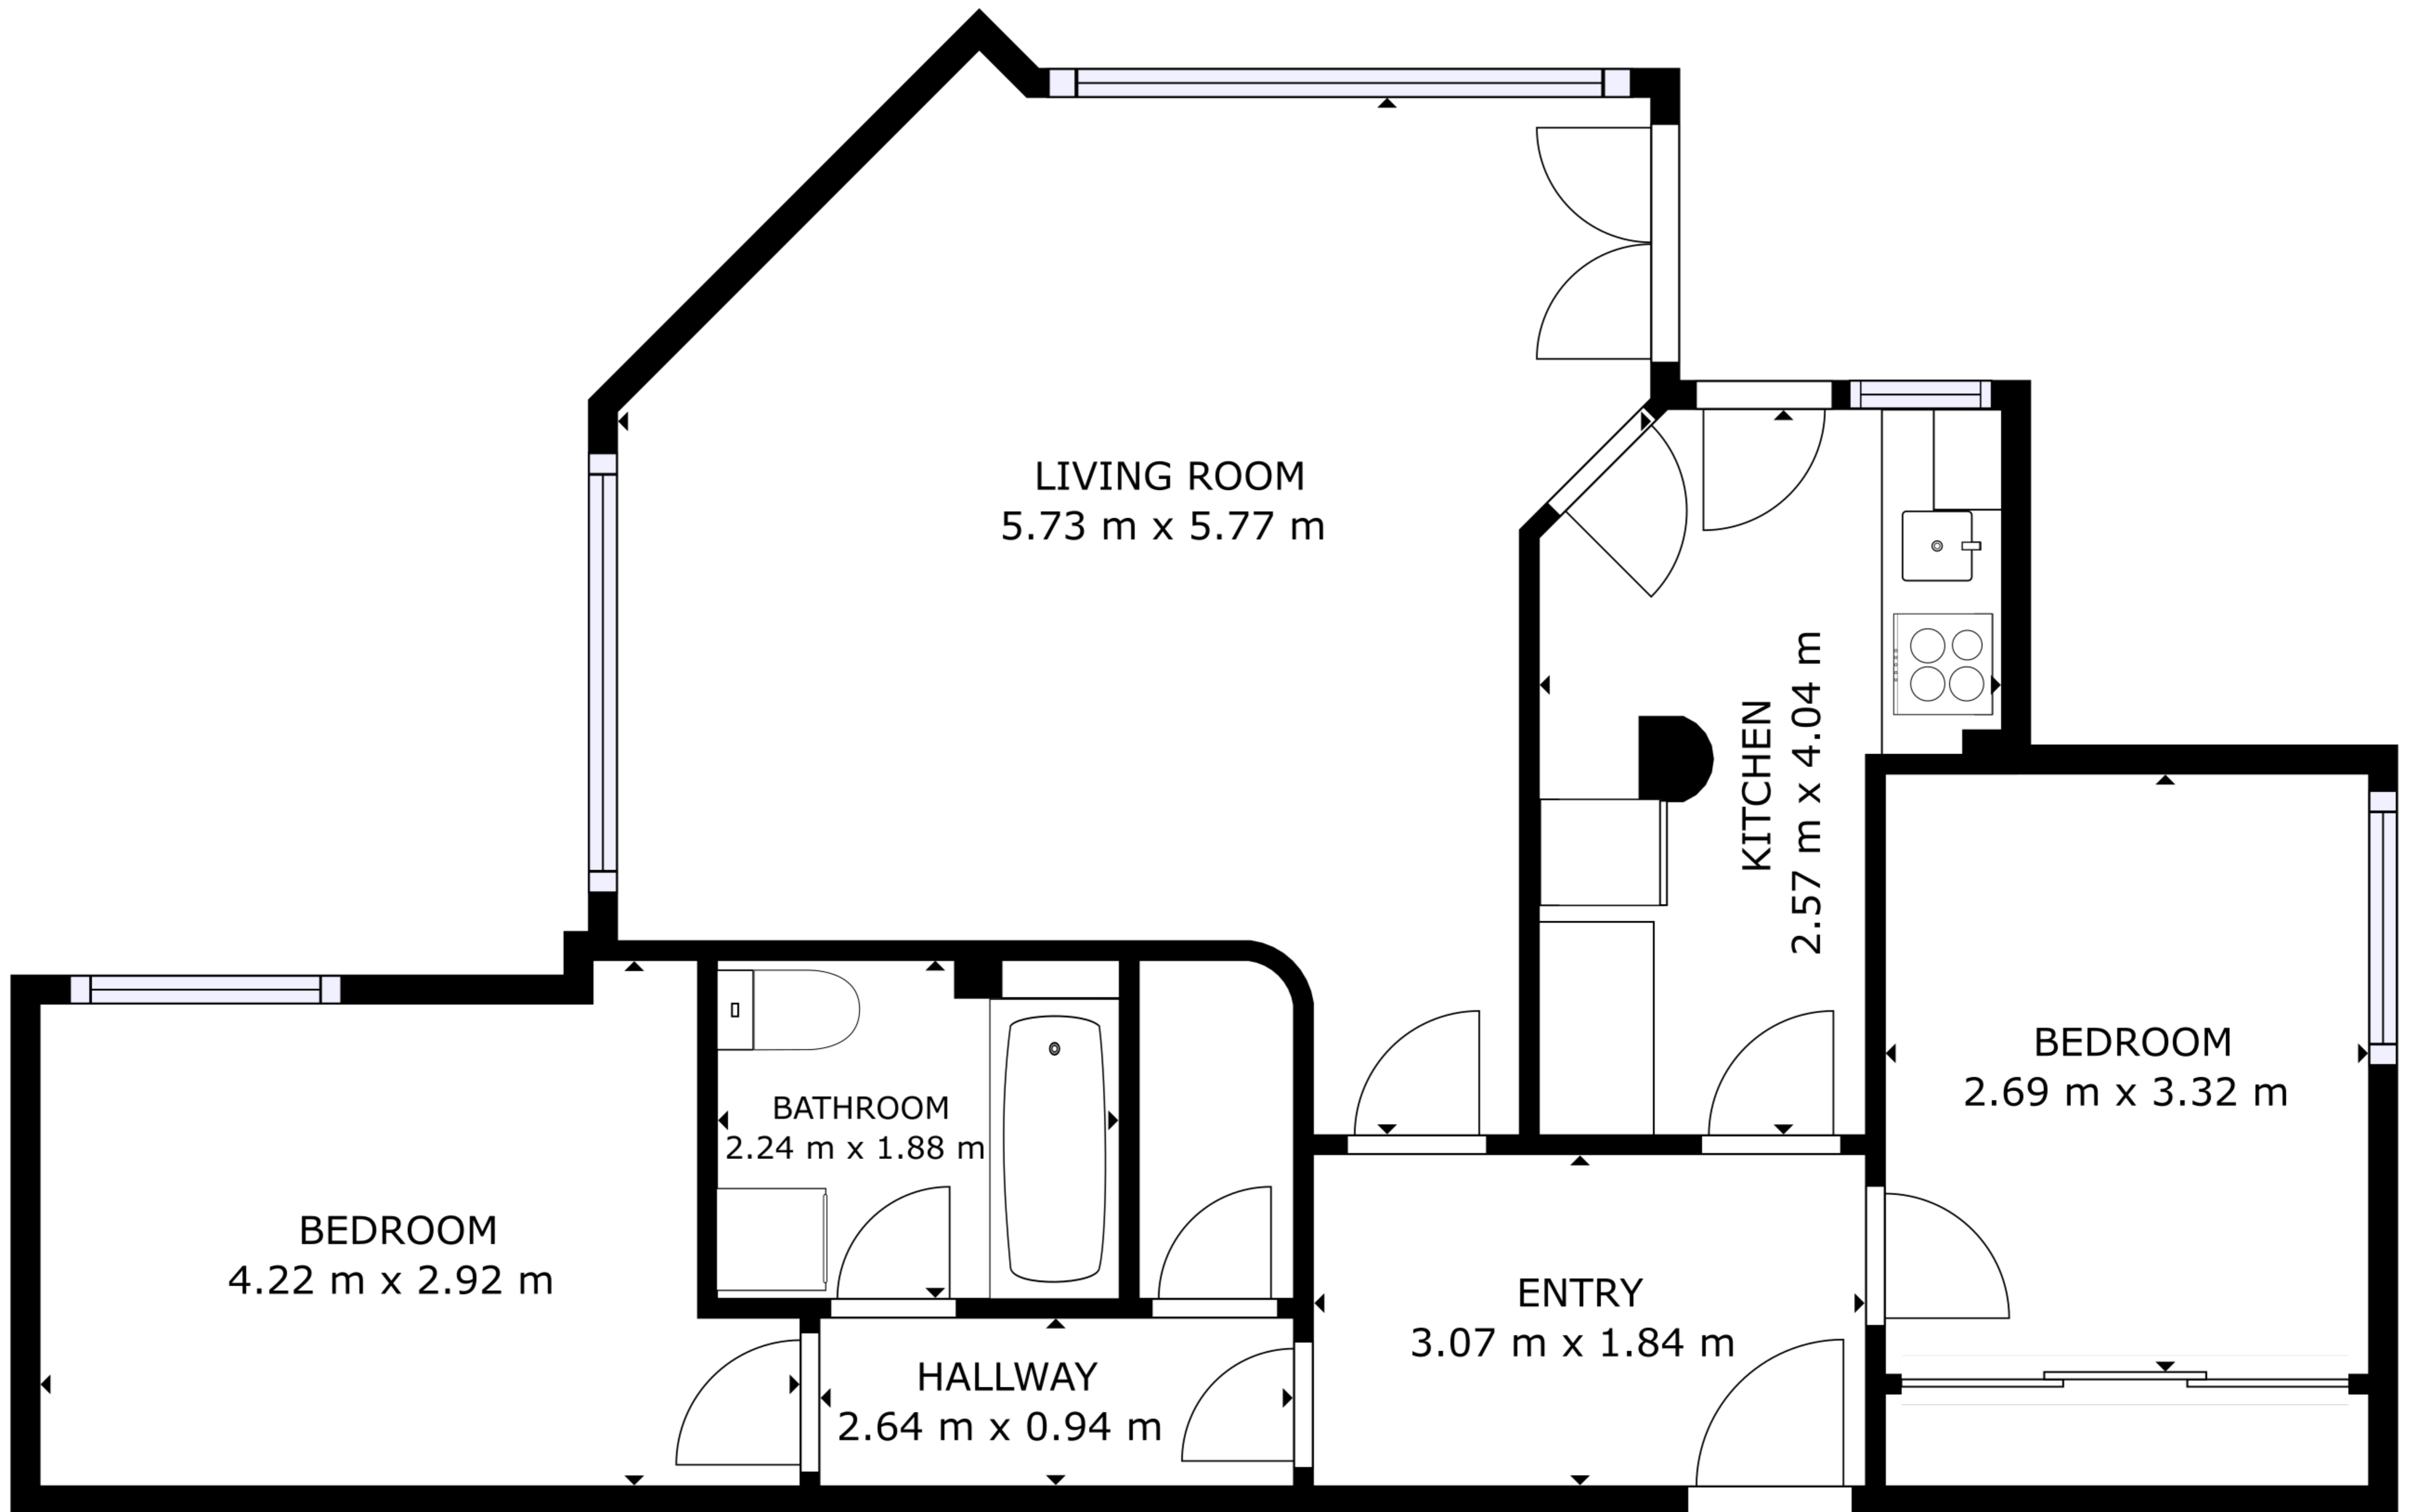 LIVING ROOM
5.73 m x 5.77 m
KITCHEN
2.57 m x 4.04 m
BEDROOM
2.69 m x 3.32 m
BATHROOM
2.24 m x 1.88 m
BEDROOM
4.22 m x 2.92 m
ENTRY
3.07 m x 1.84 m
HALLWAY
2.64 m x 0.94 m